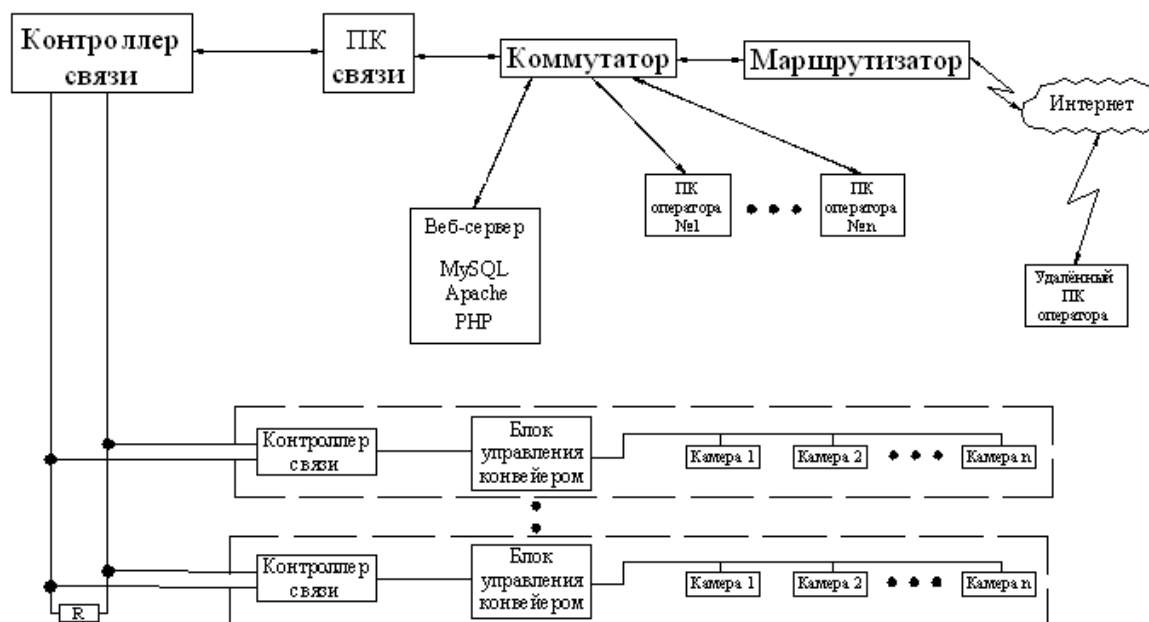 Контроллер
связи
ПК
связи
Коммутатор
Маршрутизатор
Интернет
ПК
оператора
№1
ПК
оператора
№n
Веб-сервер
MySQL
Apache
PHP
Удалённый
ПК
оператора
Контроллер
связи
Блок
управления
конвейером
Камера 1
Камера 2
Камера n
Контроллер
связи
Блок
управления
конвейером
Камера 1
Камера 2
Камера n
R